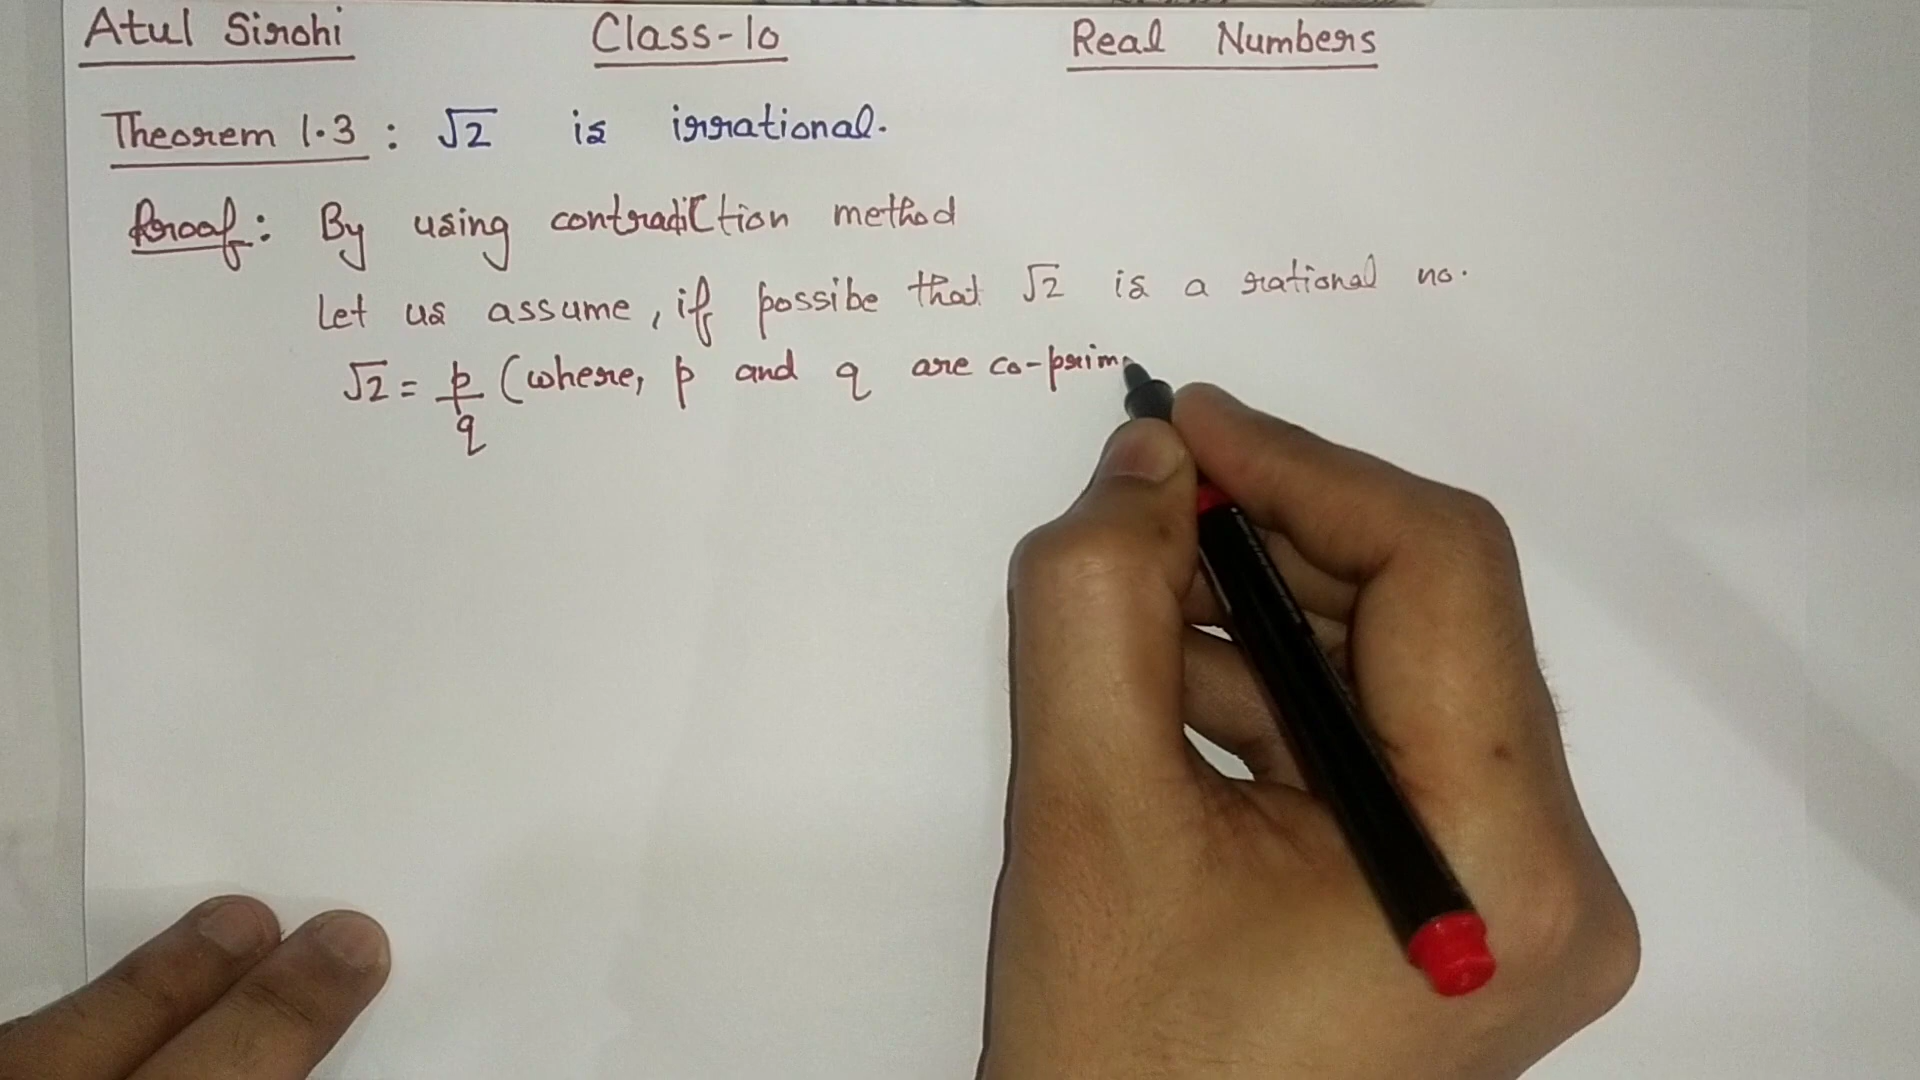 Atul Sirohi Class-10 Real Numbers
Theorem 1.3 : √2 is irrational.
Proof: By using contradiction method
Let us assume, if possibe that √2 is a rational no.
√2 = p/q (where, p and q are co-prim